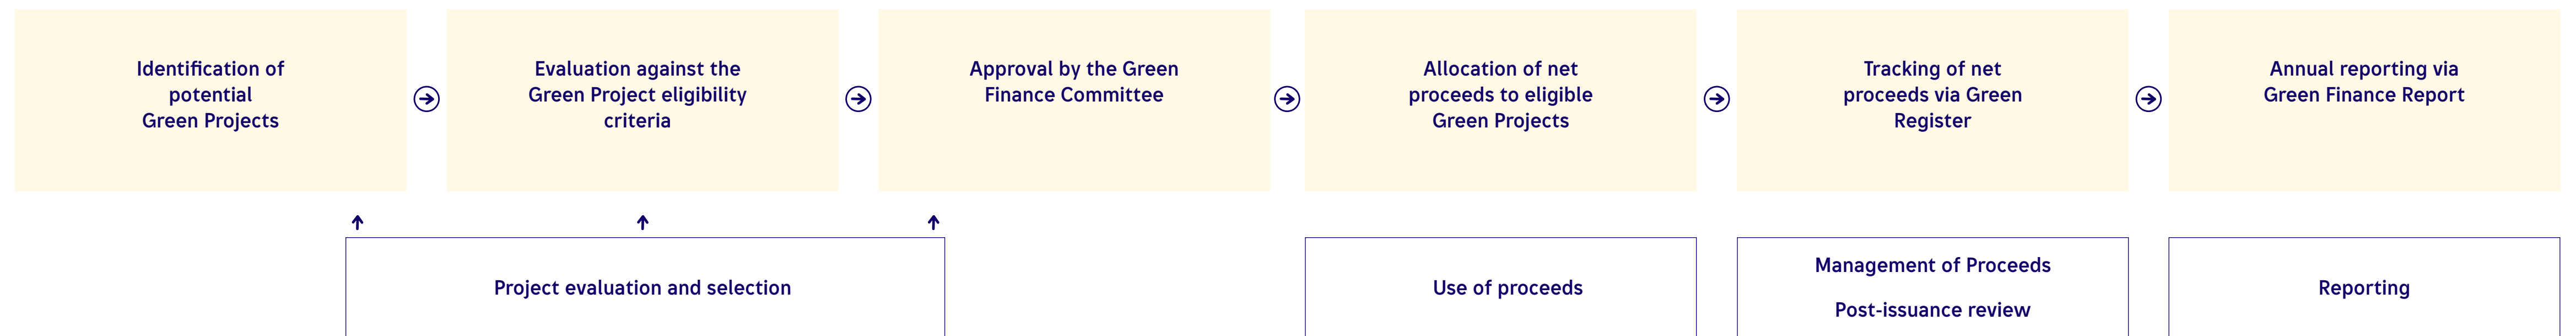 Identification of
potential
Green Projects
Evaluation against the
Green Project eligibility
criteria
Approval by the Green
Finance Committee
Allocation of net
proceeds to eligible
Green Projects
Tracking of net
proceeds via Green
Register
Annual reporting via
Green Finance Report
Project evaluation and selection
Use of proceeds
Management of Proceeds
Post-issuance review
Reporting